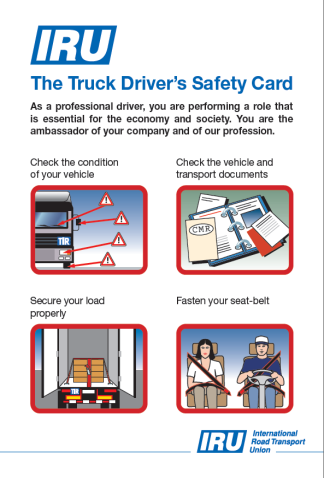 IRU
The Truck Driver's Safety Card
As a professional driver, you are performing a role that
is essential for the economy and society. You are the
ambassador of your company and of our profession.
Check the condition
of your vehicle
Check the vehicle and
transport documents
TIR
CMR
Secure your load
properly
Fasten your seat-belt
TIR
IRU
International
Road Transport
Union